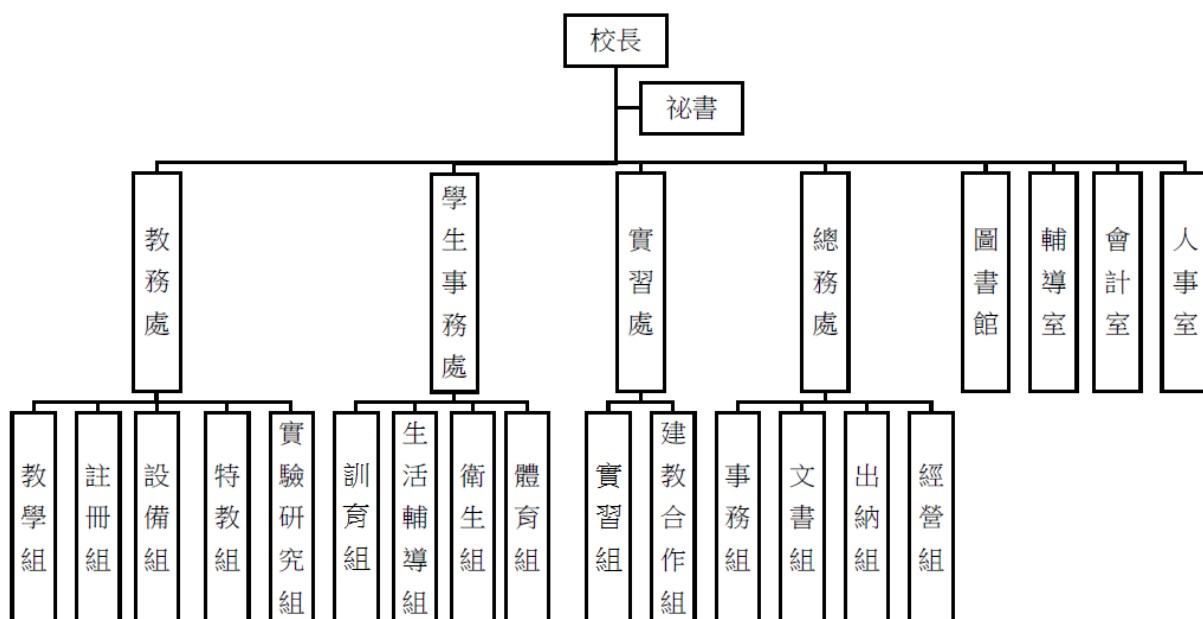 校長
祕書
教務處
學生事務處
實習處
總務處
圖書館
輔導室
會計室
人事室
教學組
註冊組
設備組
特教組
實驗研究組
訓育組
生活輔導組
衛生組
體育組
實習組
建教合作組
事務組
文書組
出納組
經營組